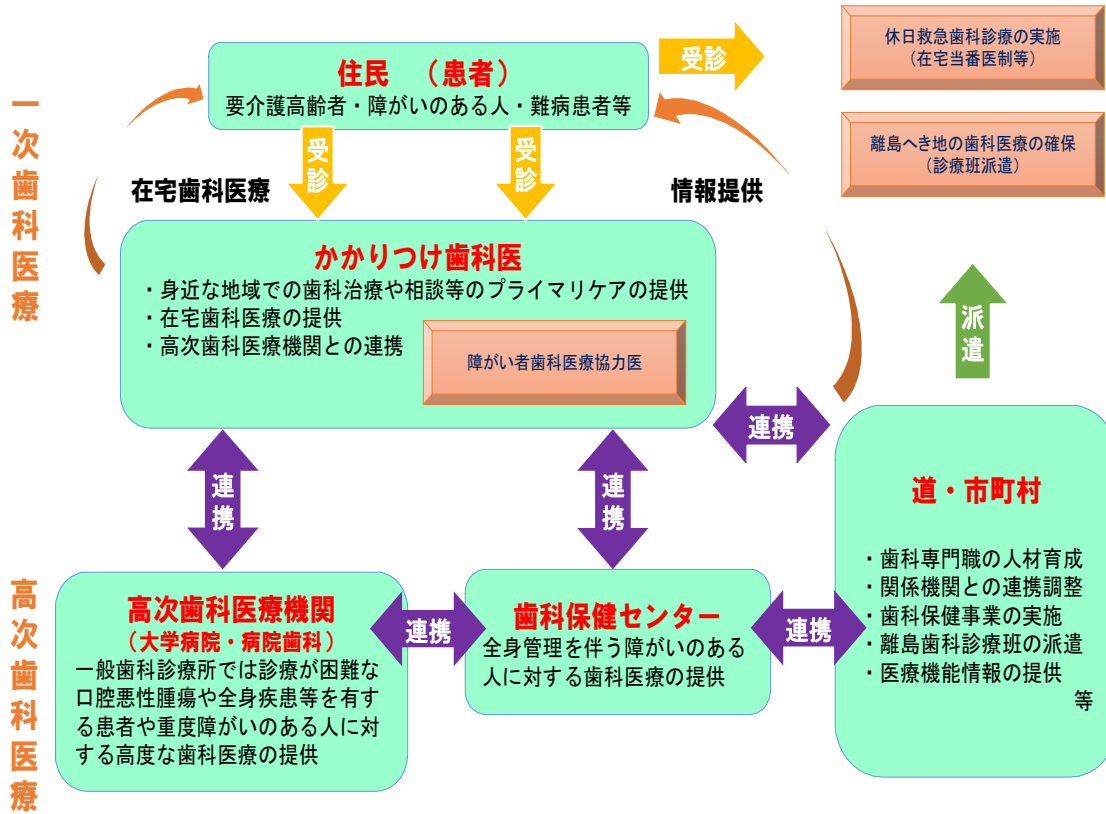 一次歯科医療
住民　（患者）
要介護高齢者・障がいのある人・難病患者等
受診
休日救急歯科診療の実施
（在宅当番医制等）
離島へき地の歯科医療の確保
（診療班派遣）
受診
受診
在宅歯科医療
情報提供
かかりつけ歯科医
・身近な地域での歯科治療や相談等のプライマリケアの提供
・在宅歯科医療の提供
・高次歯科医療機関との連携
障がい者歯科医療協力医
派遣
連携
連携
連携
道・市町村
・歯科専門職の人材育成
・関係機関との連携調整
・歯科保健事業の実施
・離島歯科診療班の派遣
・医療機能情報の提供
等
高次歯科医療
高次歯科医療機関
（大学病院・病院歯科）
一般歯科診療所では診療が困難な
口腔悪性腫瘍や全身疾患等を有す
る患者や重度障がいのある人に対
する高度な歯科医療の提供
連携
歯科保健センター
全身管理を伴う障がいのある
人に対する歯科医療の提供
連携